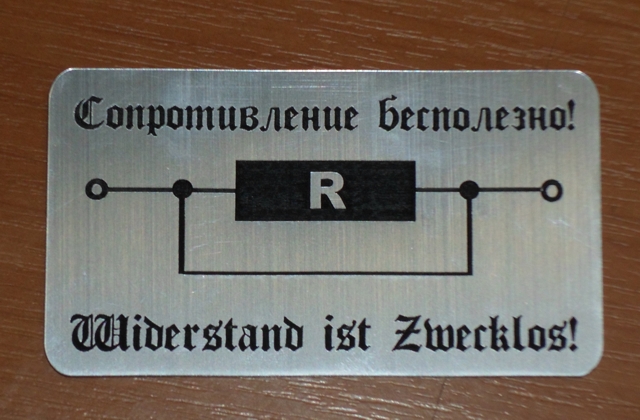 Сопротивление бесполезно!
R
Widerstand ist Zwecklos!